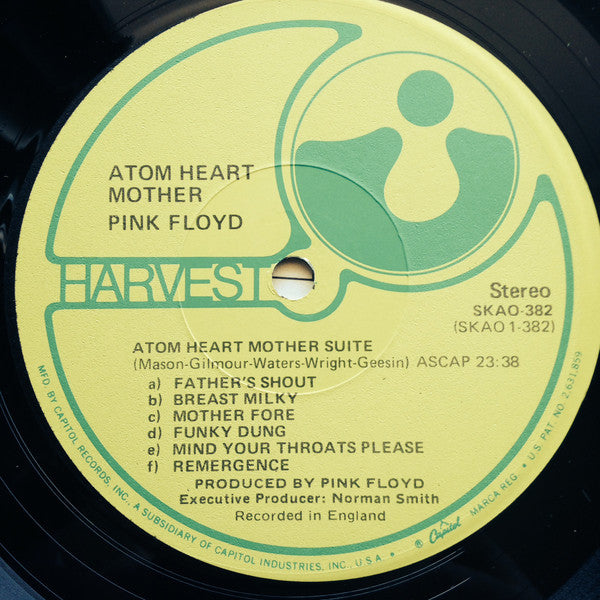 ATOM HEART
MOTHER
PINK FLOYD
HARVEST
Stereo
SKAO-382
(SKAO 1-382)
ATOM HEART MOTHER SUITE
(Mason-Gilmour-Waters-Wright-Geesin) ASCAP 23:38
a) FATHER'S SHOUT
b) BREAST MILKY
c) MOTHER FORE
d) FUNKY DUNG
e) MIND YOUR THROATS PLEASE
f) REMERGENCE
PRODUCED BY PINK FLOYD
Executive Producer: Norman Smith
Recorded in England
MFD. BY CAPITOL RECORDS, INC. A SUBSIDIARY OF CAPITOL INDUSTRIES, INC., U.S.A. • ® Capitol MARCA REG. • U.S. PAT. NO. 2,631,859